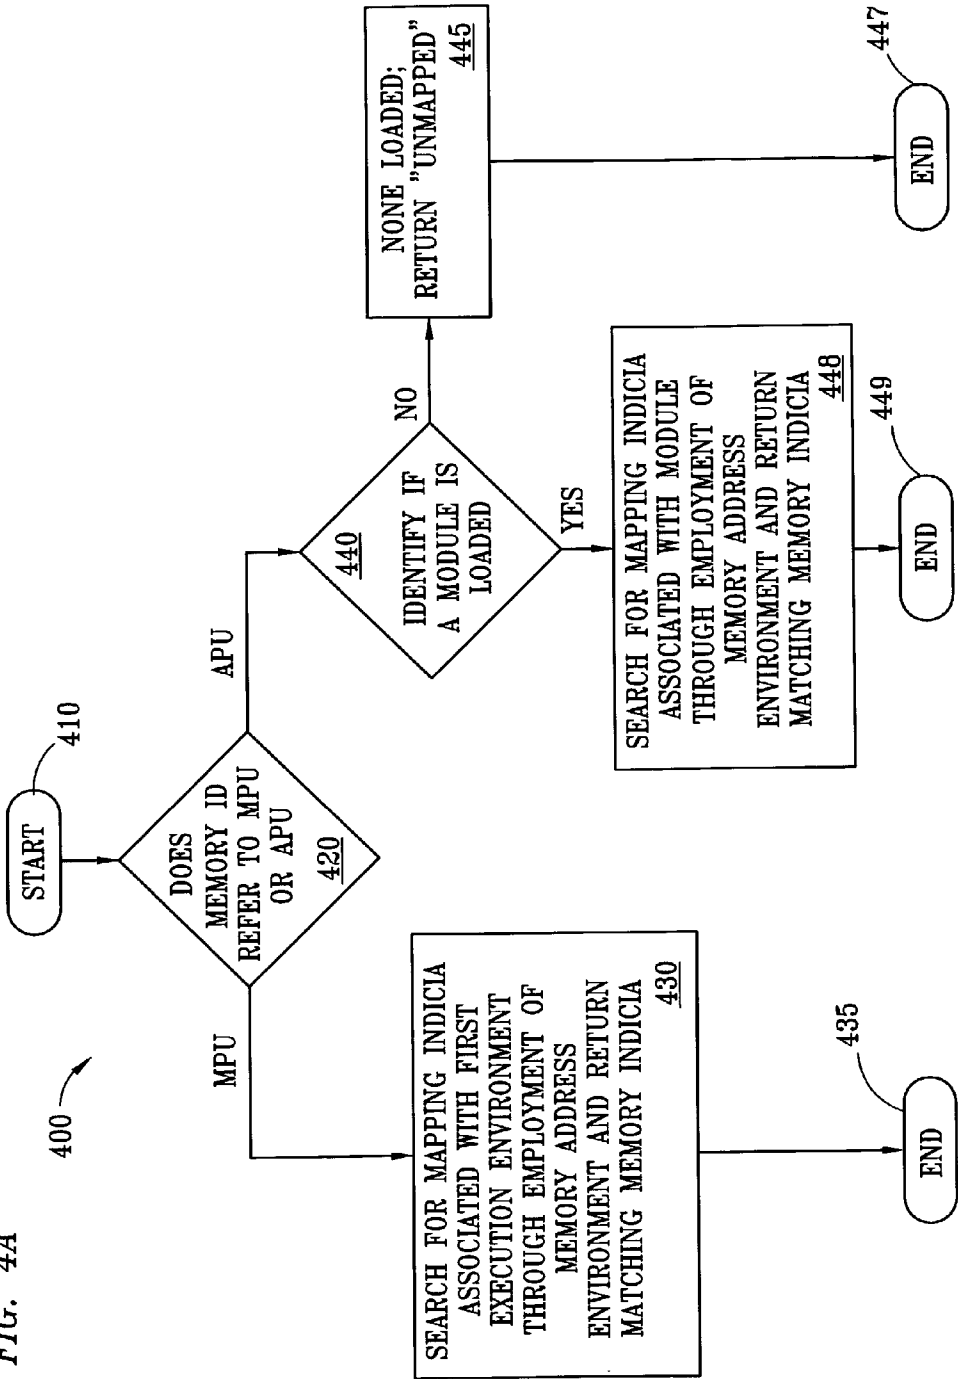 FIG. 4A
400
START
410
DOES
MEMORY ID
REFER TO MPU
OR APU
420
MPU
APU
SEARCH FOR MAPPING INDICIA
ASSOCIATED WITH FIRST
EXECUTION ENVIRONMENT
THROUGH EMPLOYMENT OF
MEMORY ADDRESS
ENVIRONMENT AND RETURN
MATCHING MEMORY INDICIA
430
END
435
440
IDENTIFY IF
A MODULE IS
LOADED
NO
YES
NONE LOADED;
RETURN "UNMAPPED"
445
END
447
SEARCH FOR MAPPING INDICIA
ASSOCIATED WITH MODULE
THROUGH EMPLOYMENT OF
MEMORY ADDRESS
ENVIRONMENT AND RETURN
MATCHING MEMORY INDICIA
448
END
449